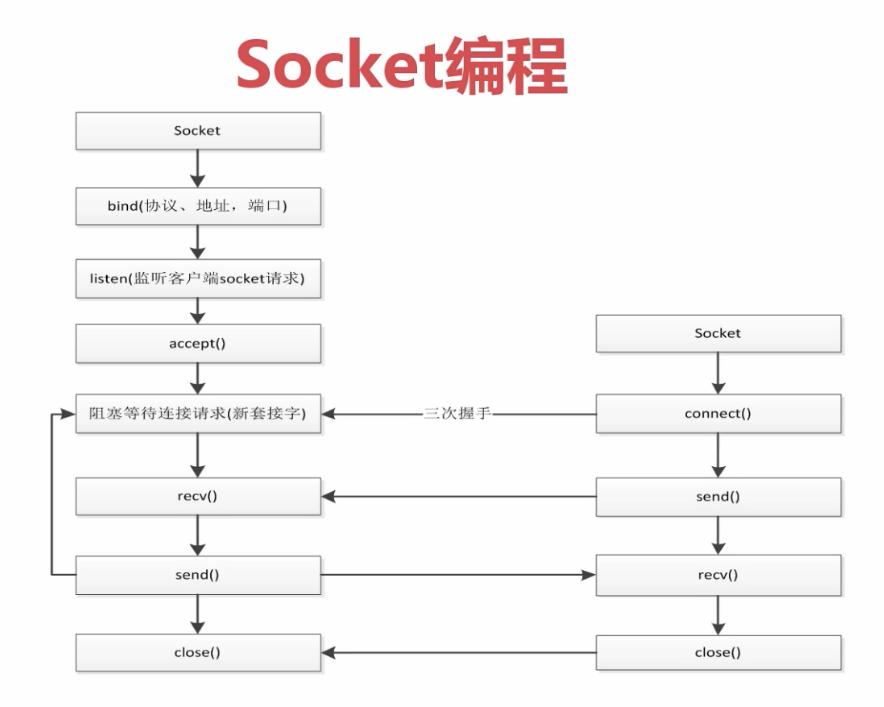 Socket编程
Socket
bind(协议、地址，端口)
listen(监听客户端socket请求)
accept()
阻塞等待连接请求(新套接字)
recv()
send()
close()
三次握手
Socket
connect()
send()
recv()
close()